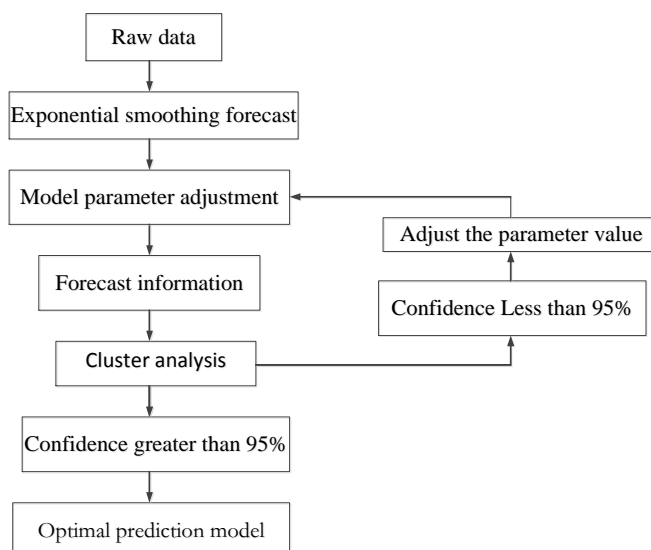 Raw data
Exponential smoothing forecast
Model parameter adjustment
Adjust the parameter value
Forecast information
Confidence Less than 95%
Cluster analysis
Confidence greater than 95%
Optimal prediction model